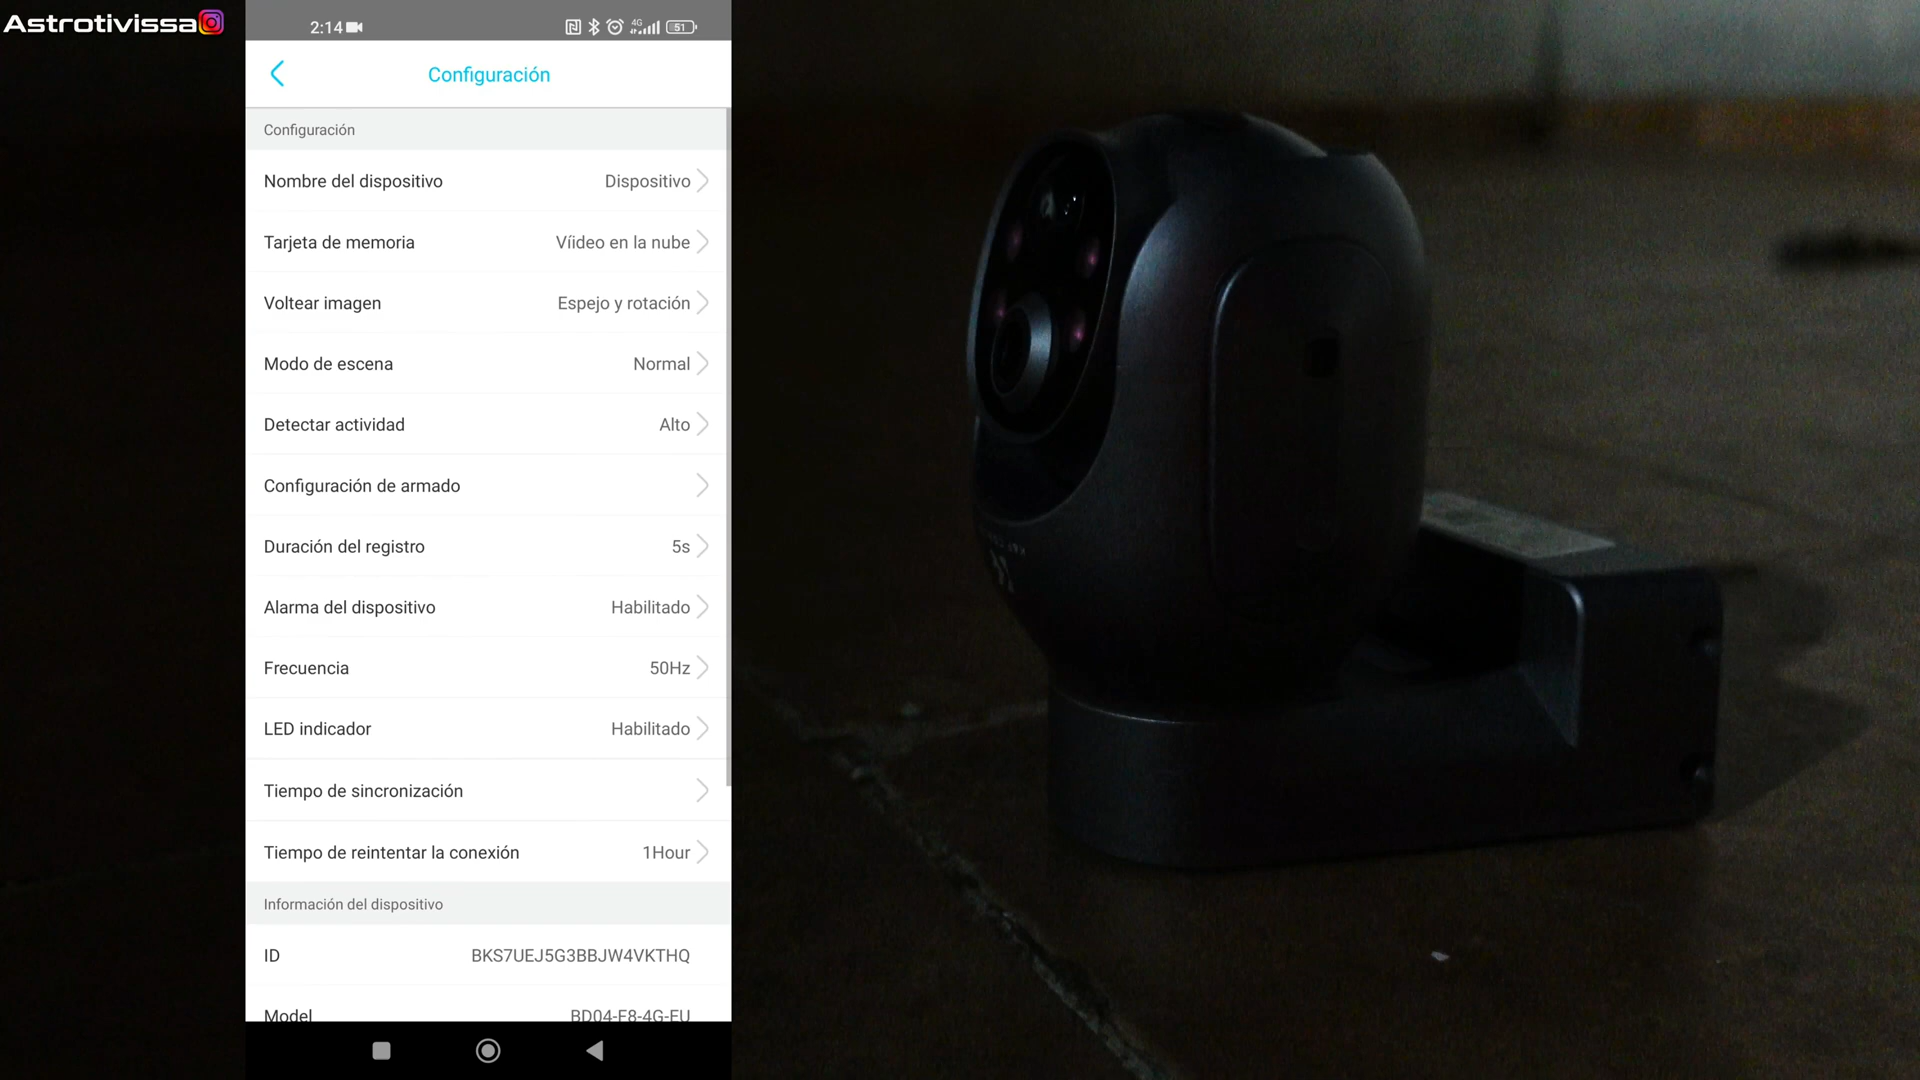 Astrotivissa
2:14
4G
51
Configuración
Configuración
Nombre del dispositivo Dispositivo
Tarjeta de memoria Víideo en la nube
Voltear imagen Espejo y rotación
Modo de escena Normal
Detectar actividad Alto
Configuración de armado
Duración del registro 5s
Alarma del dispositivo Habilitado
Frecuencia 50Hz
LED indicador Habilitado
Tiempo de sincronización
Tiempo de reintentar la conexión 1Hour
Información del dispositivo
ID BKS7UEJ5G3BBJW4VKTHQ
Model BD04-F8-4G-EU